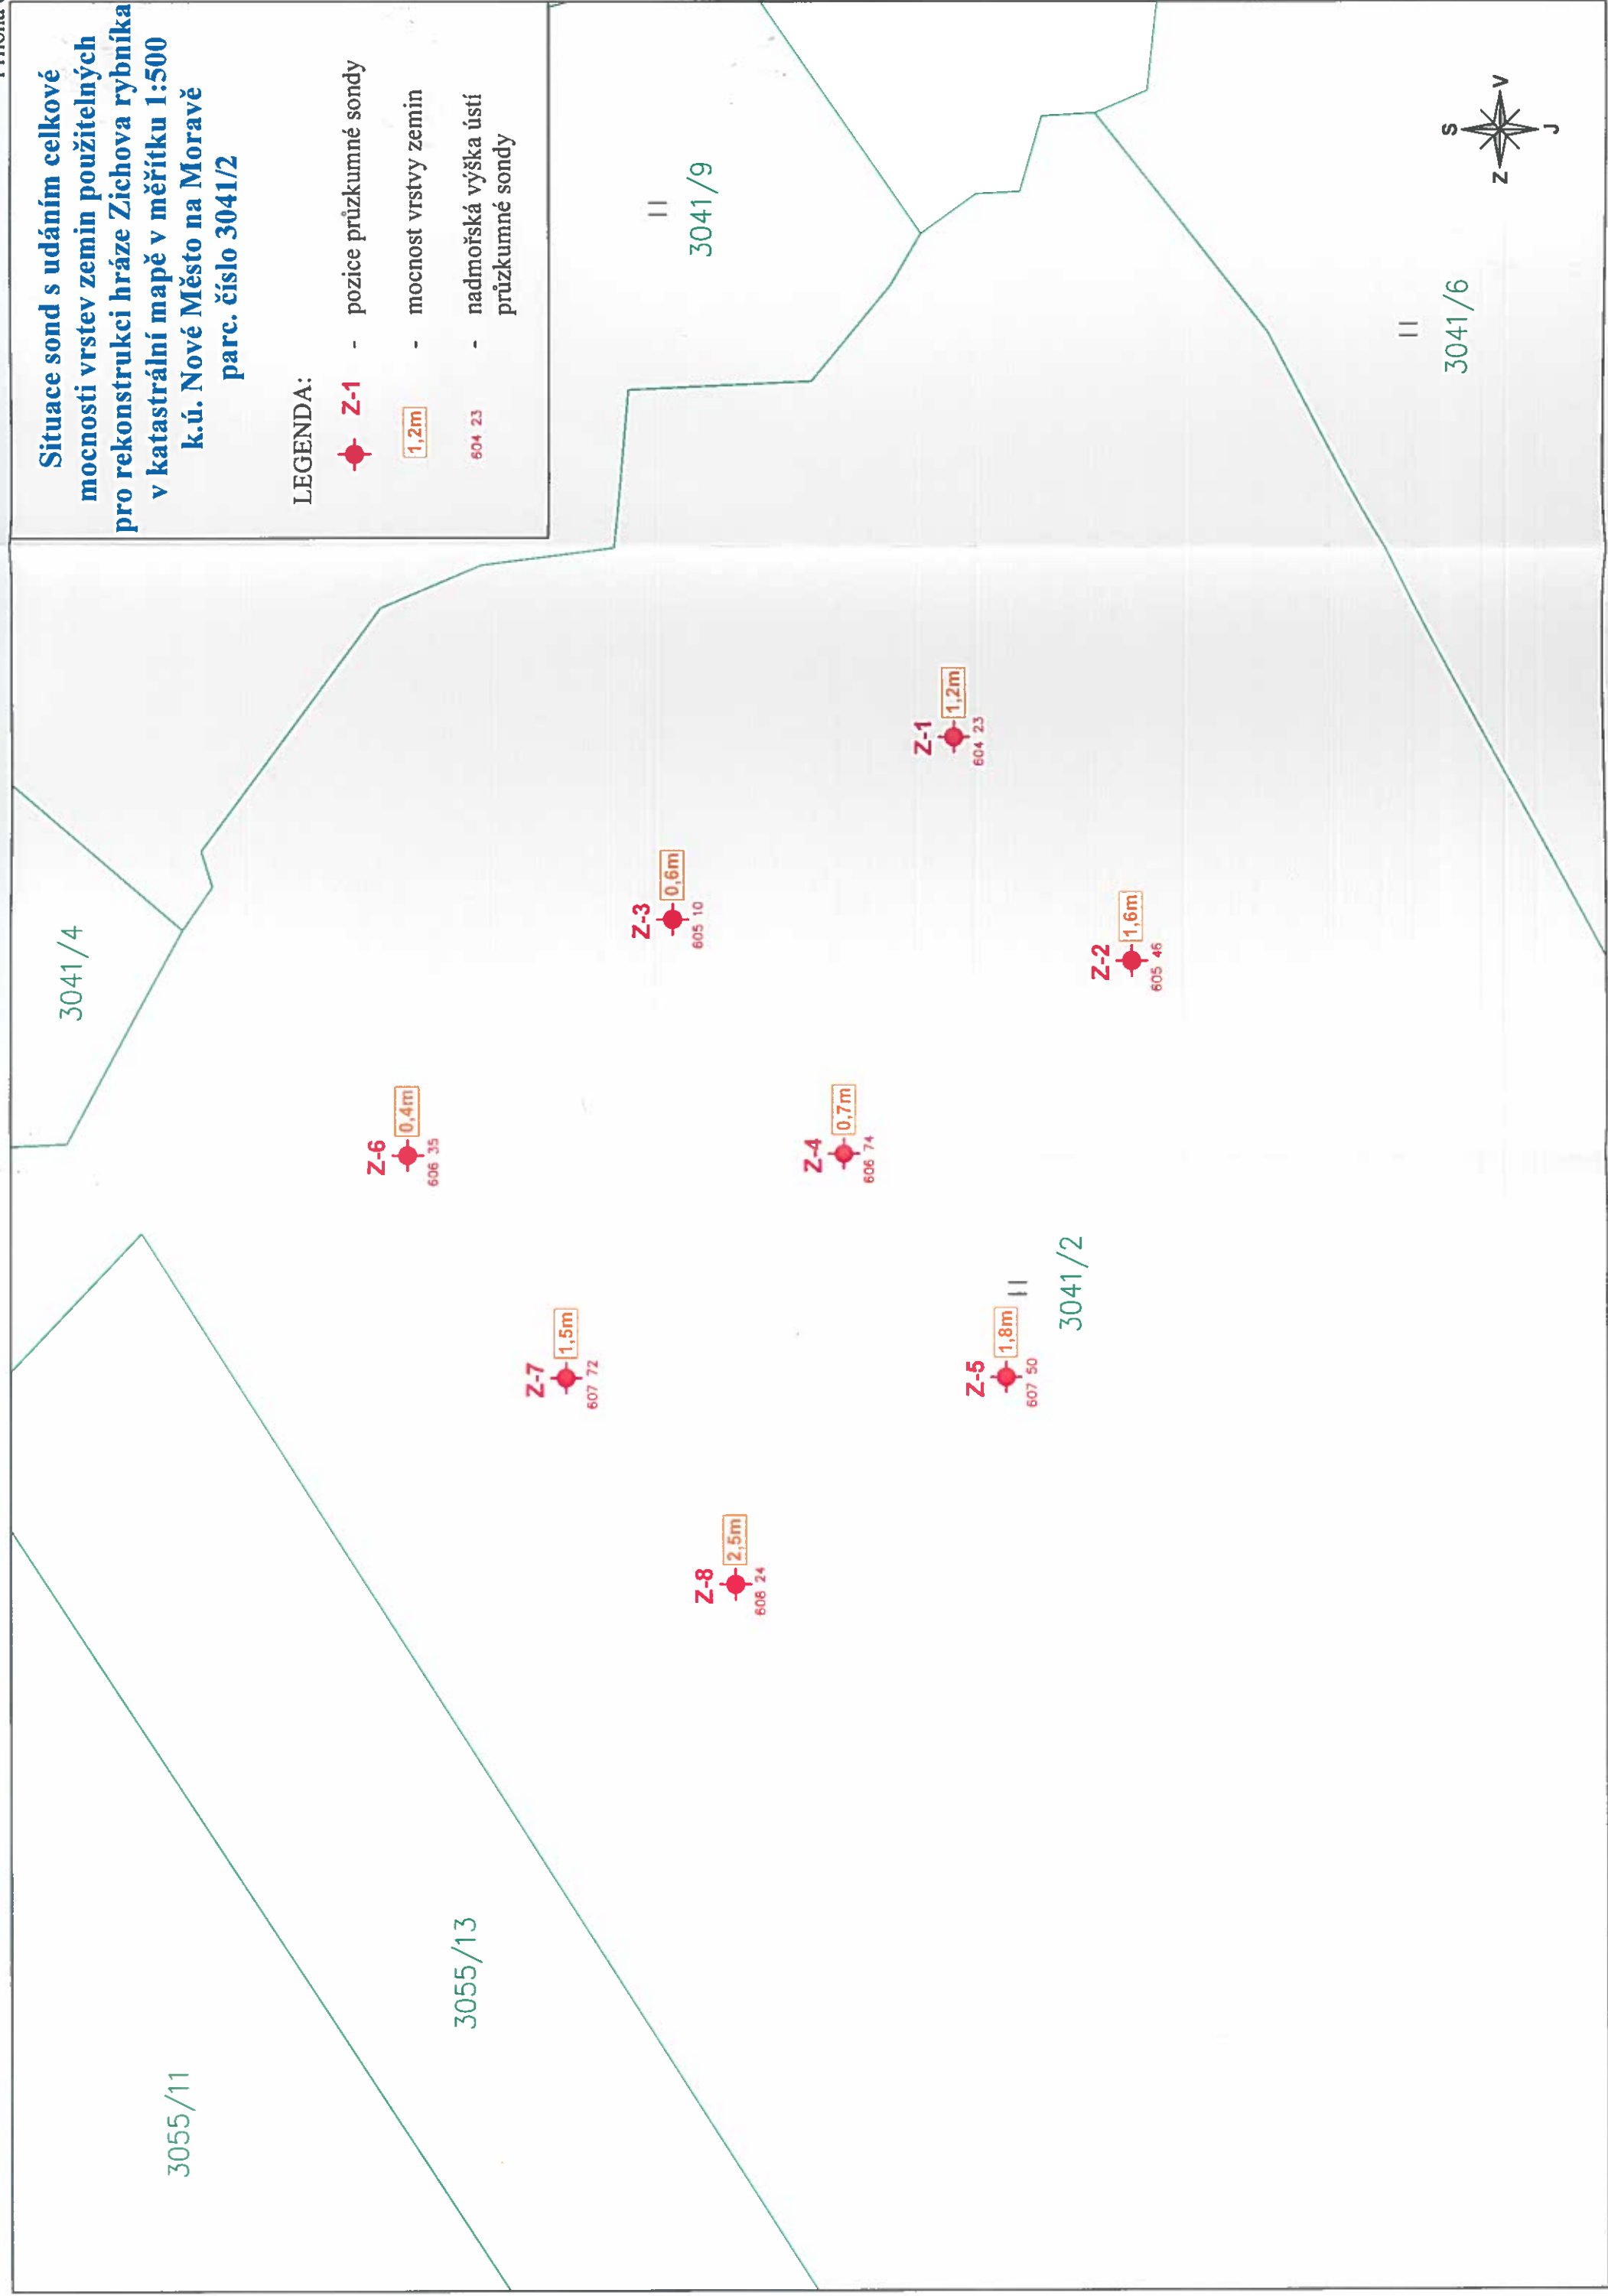 Situace sond s udáním celkové
mocnosti vrstev zemin použitelných
pro rekonstrukci hráze Zichova rybníka
v katastrální mapě v měřítku 1:500
k.ú. Nové Město na Moravě
parc. číslo 3041/2
LEGENDA:
Z-1 - pozice průzkumné sondy
1,2m - mocnost vrstvy zemin
604 23 - nadmořská výška ústí
průzkumné sondy
3041/4
3055/11
Z-6
0,4m
606 35
3055/13
Z-7
1,5m
607 72
Z-3
0,6m
605 10
3041/9
Z-8
2,5m
608 24
Z-4
0,7m
606 74
Z-1
1,2m
604 23
Z-5
1,8m
607 50
3041/2
Z-2
1,6m
605 46
3041/6
S
Z V
J